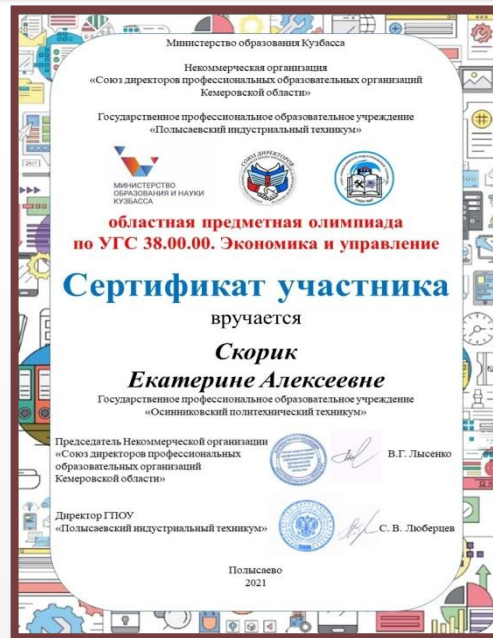 Министерство образования Кузбасса
Некоммерческая организация
«Союз директоров профессиональных образовательных организаций
Кемеровской области»
Государственное профессиональное образовательное учреждение
«Полысаевский индустриальный техникум»
МИНИСТЕРСТВО
ОБРАЗОВАНИЯ И НАУКИ
КУЗБАССА
СОЮЗ ДИРЕКТОРОВ
областная предметная олимпиада
по УГС 38.00.00. Экономика и управление
Сертификат участника
вручается
Скорик
Екатерине Алексеевне
Государственное профессиональное образовательное учреждение
«Осинниковский политехнический техникум»
Председатель Некоммерческой организации
«Союз директоров профессиональных
образовательных организаций
Кемеровской области»
В.Г. Лысенко
Директор ГПОУ
«Полысаевский индустриальный техникум»
С. В. Люберцев
Полысаево
2021